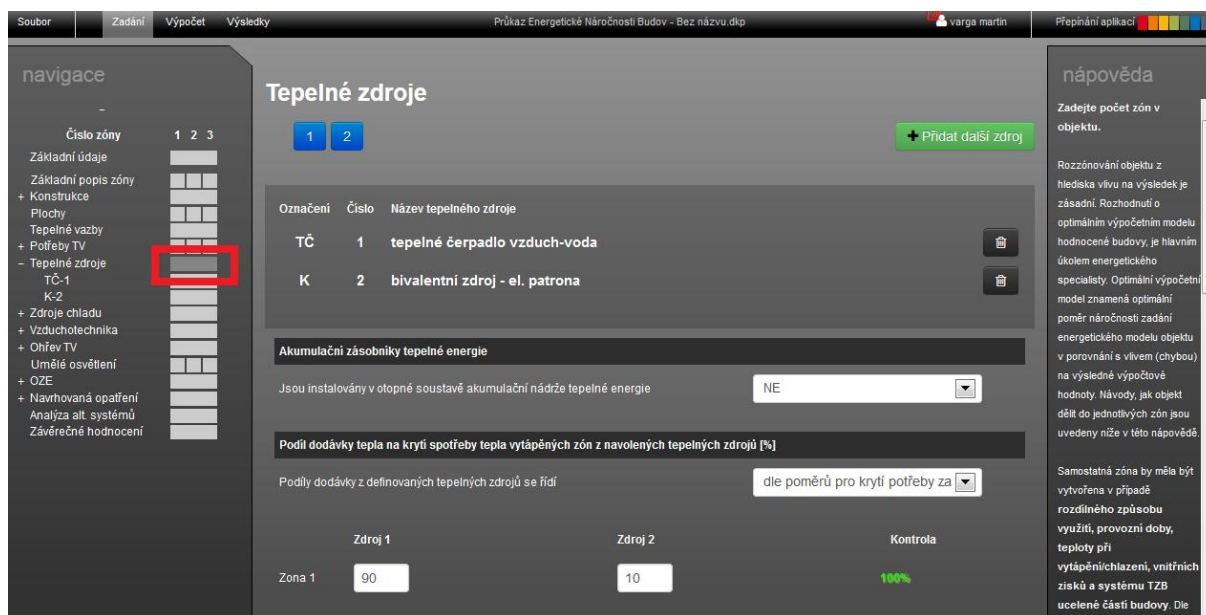 Soubor Zadání Výpočet Výsledky Průkaz Energetické Náročnosti Budov - Bez názvu.dkp varga martin Přepínání aplikací
navigace
-
Číslo zóny 1 2 3
Základní údaje
Základní popis zóny
+ Konstrukce
Plochy
Tepelné vazby
+ Potřeby TV
– Tepelné zdroje
TČ-1
K-2
+ Zdroje chladu
+ Vzduchotechnika
+ Ohřev TV
Umělé osvětlení
+ OZE
+ Navrhovaná opatření
Analýza alt. systémů
Závěrečné hodnocení
Tepelné zdroje
1 2
+ Přidat další zdroj
Označení Číslo Název tepelného zdroje
TČ 1 tepelné čerpadlo vzduch-voda
K 2 bivalentní zdroj - el. patrona
Akumulační zásobníky tepelné energie
Jsou instalovány v otopné soustavě akumulační nádrže tepelné energie NE
Podíl dodávky tepla na krytí spotřeby tepla vytápěných zón z navolených tepelných zdrojů [%]
Podíly dodávky z definovaných tepelných zdrojů se řídí dle poměrů pro krytí potřeby za
Zdroj 1 Zdroj 2 Kontrola
Zona 1 90 10 100%
nápověda
Zadejte počet zón v
objektu.
Rozzónování objektu z
hlediska vlivu na výsledek je
zásadní. Rozhodnutí o
optimálním výpočetním modelu
hodnocené budovy, je hlavním
úkolem energetického
specialisty. Optimální výpočetní
model znamená optimální
poměr náročnosti zadání
energetického modelu objektu
v porovnání s vlivem (chybou)
na výsledné výpočtové
hodnoty. Návody, jak objekt
dělit do jednotlivých zón jsou
uvedeny níže v této nápovědě.
Samostatná zóna by měla být
vytvořena v případě
rozdílného způsobu
využití, provozní doby,
teploty při
vytápění/chlazení, vnitřních
zisků a systému TZB
ucelené části budovy. Dle